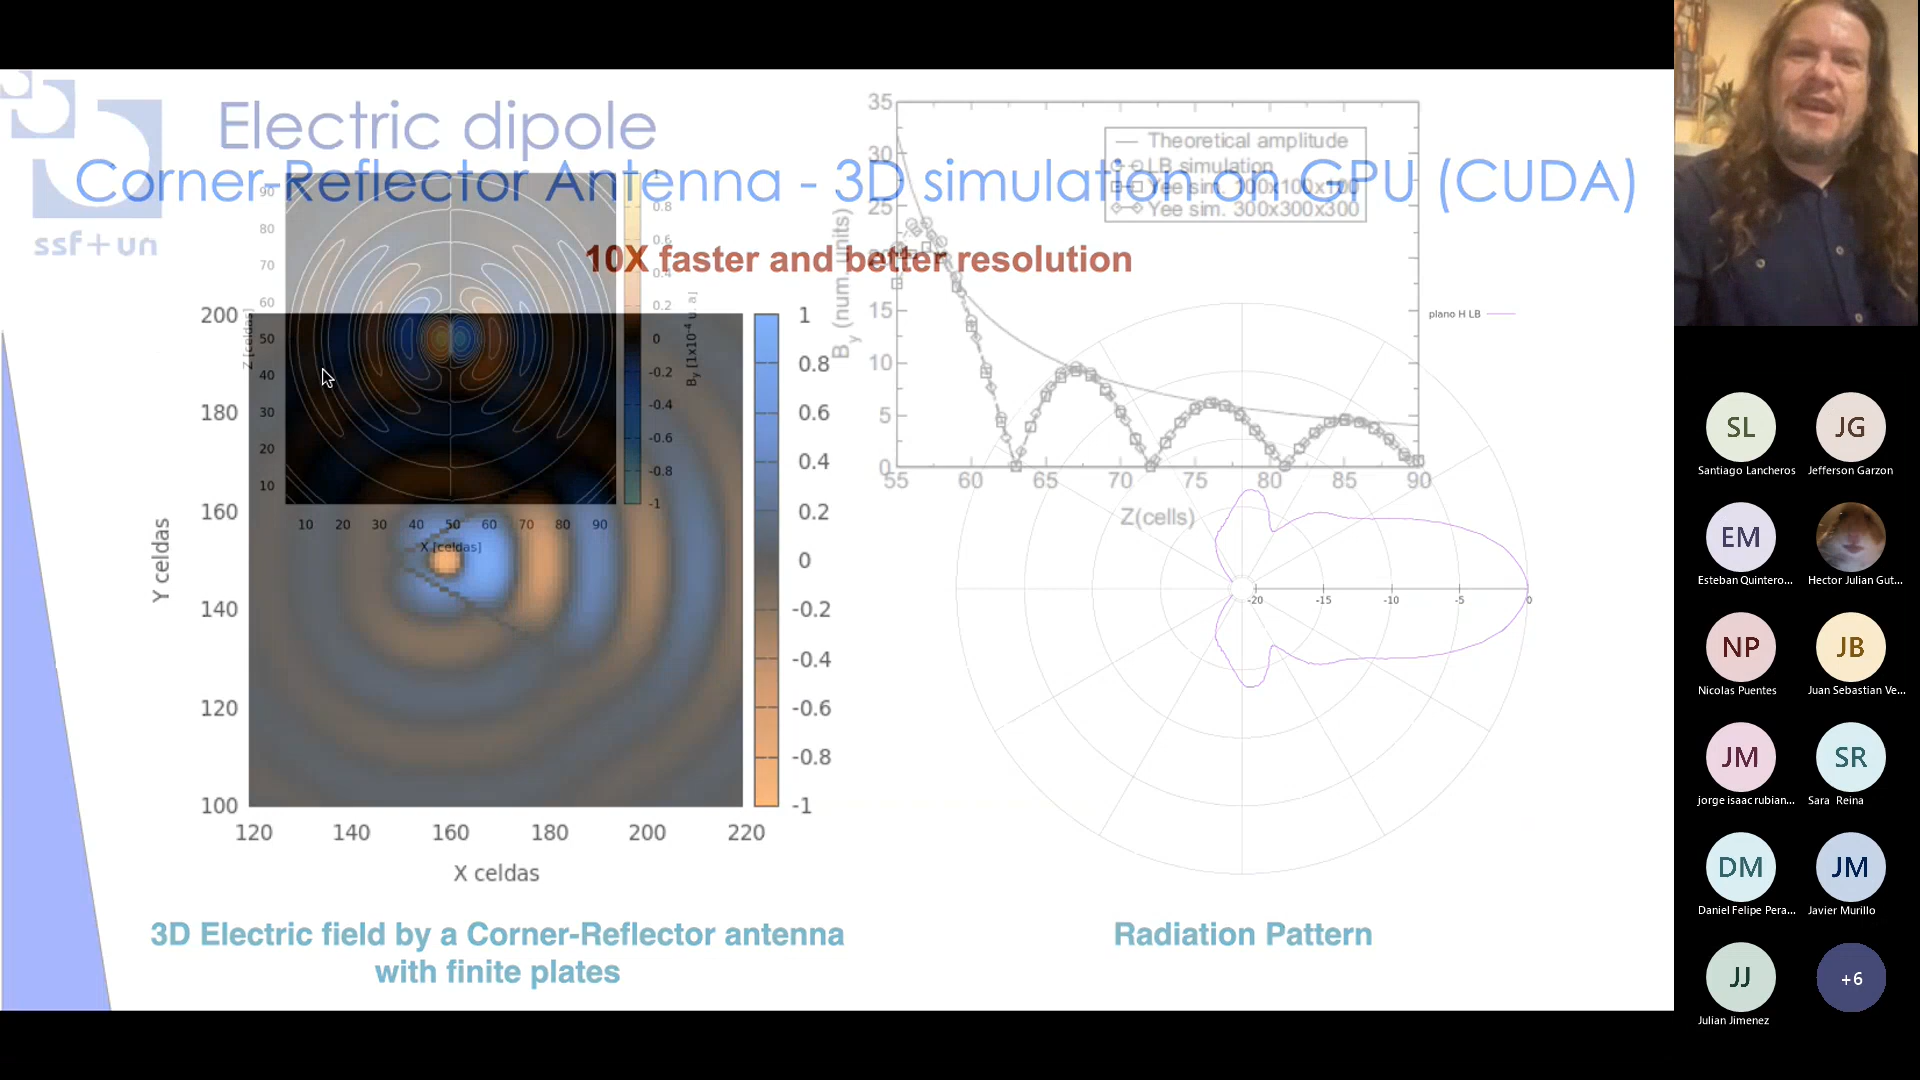 Electric dipole
Corner-Reflector Antenna - 3D simulation on GPU (CUDA)
ssf+un
10X faster and better resolution
Theoretical amplitude
LB simulation
Yee sim. 100x100x100
Yee sim. 300x300x300
35
30
25
15
10
5
0
By (num. units)
55 60 65 70 75 80 85 90
Z(cells)
90
80
70
60
50
40
30
20
10
Z [celdas]
10 20 30 40 50 60 70 80 90
X [celdas]
0.8
0.6
0.4
0.2
0
-0.2
-0.4
-0.6
-0.8
-1
By [1x10-4 u. a]
200
180
160
140
120
100
Y celdas
120 140 160 180 200 220
X celdas
1
0.8
0.6
0.4
0.2
0
-0.2
-0.4
-0.6
-0.8
-1
plano H LB
-20 -15 -10 -5 0
3D Electric field by a Corner-Reflector antenna
with finite plates
Radiation Pattern
SL JG
Santiago Lancheros Jefferson Garzon
EM
Esteban Quintero... Hector Julian Gut...
NP JB
Nicolas Puentes Juan Sebastian Ve...
JM SR
jorge isaac rubian... Sara Reina
DM JM
Daniel Felipe Pera... Javier Murillo
JJ +6
Julian Jimenez